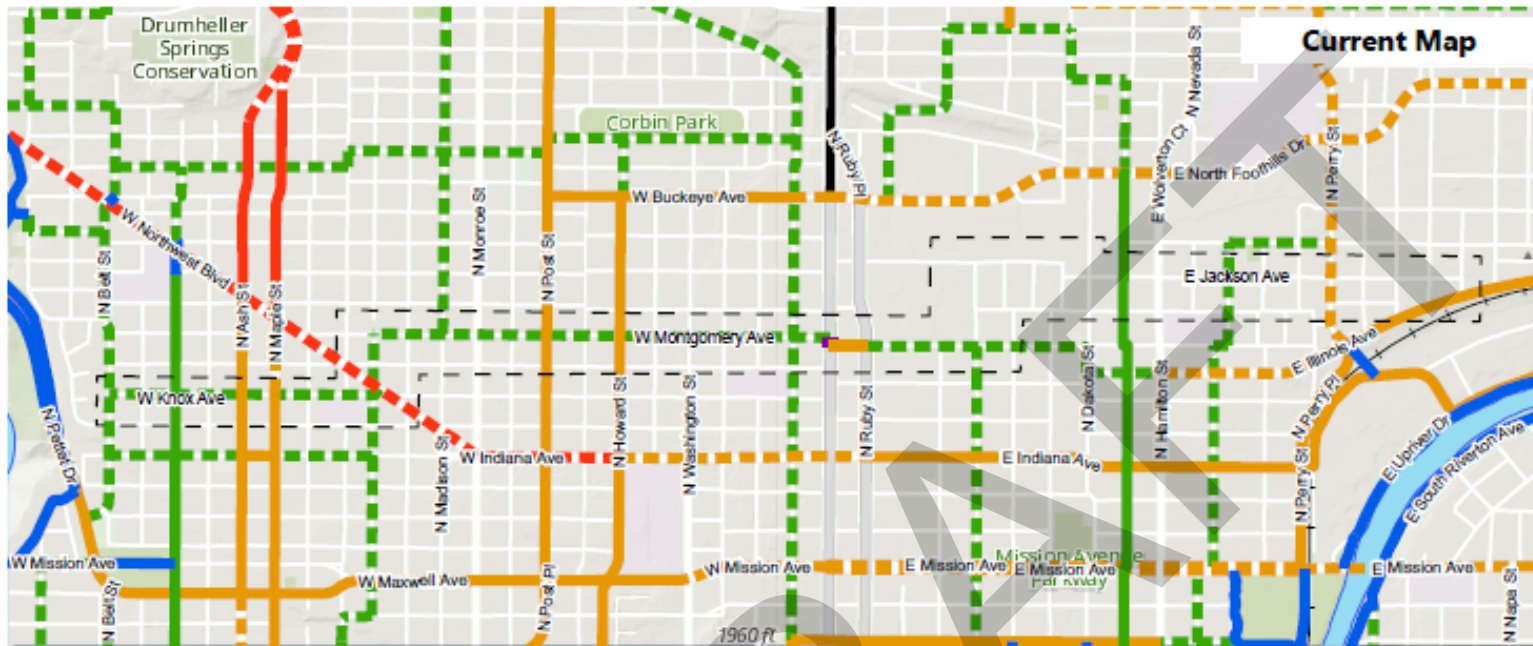 Drumheller
Springs
Conservation
Current Map
N Nevada St
Corbin Park
N Ruby Pl
E Wolverton Ct
E North Foothills Dr
N Perry St
W Buckeye Ave
W Northwest Blvd
N Monroe St
N Belt St
N Post St
E Jackson Ave
N Ash St
N Maple St
W Montgomery Ave
E Illinois Ave
W Knox Ave
N Howard St
N Washington St
N Ruby St
N Dakota St
N Hamilton St
N Perry Pl
N Pettet Dr
N Madison St
W Indiana Ave
E Indiana Ave
N Perry St
E Upriver Dr
E South Riverton Ave
W Mission Ave
W Maxwell Ave
W Mission Ave
E Mission Ave
Mission Avenue
Parkway
E Mission Ave
E Mission Ave
N Belt St
N Post Pl
N Napa St
1960 ft
DRAFT